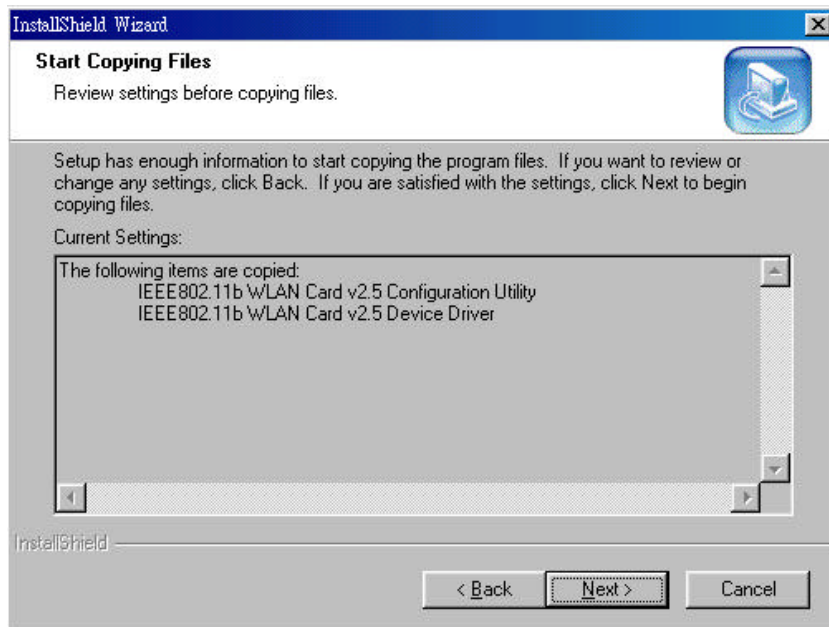 InstallShield Wizard
Start Copying Files
Review settings before copying files.
Setup has enough information to start copying the program files.  If you want to review or
change any settings, click Back.  If you are satisfied with the settings, click Next to begin
copying files.
Current Settings:
The following items are copied:
IEEE802.11b WLAN Card v2.5 Configuration Utility
IEEE802.11b WLAN Card v2.5 Device Driver
InstallShield
< Back
Next >
Cancel